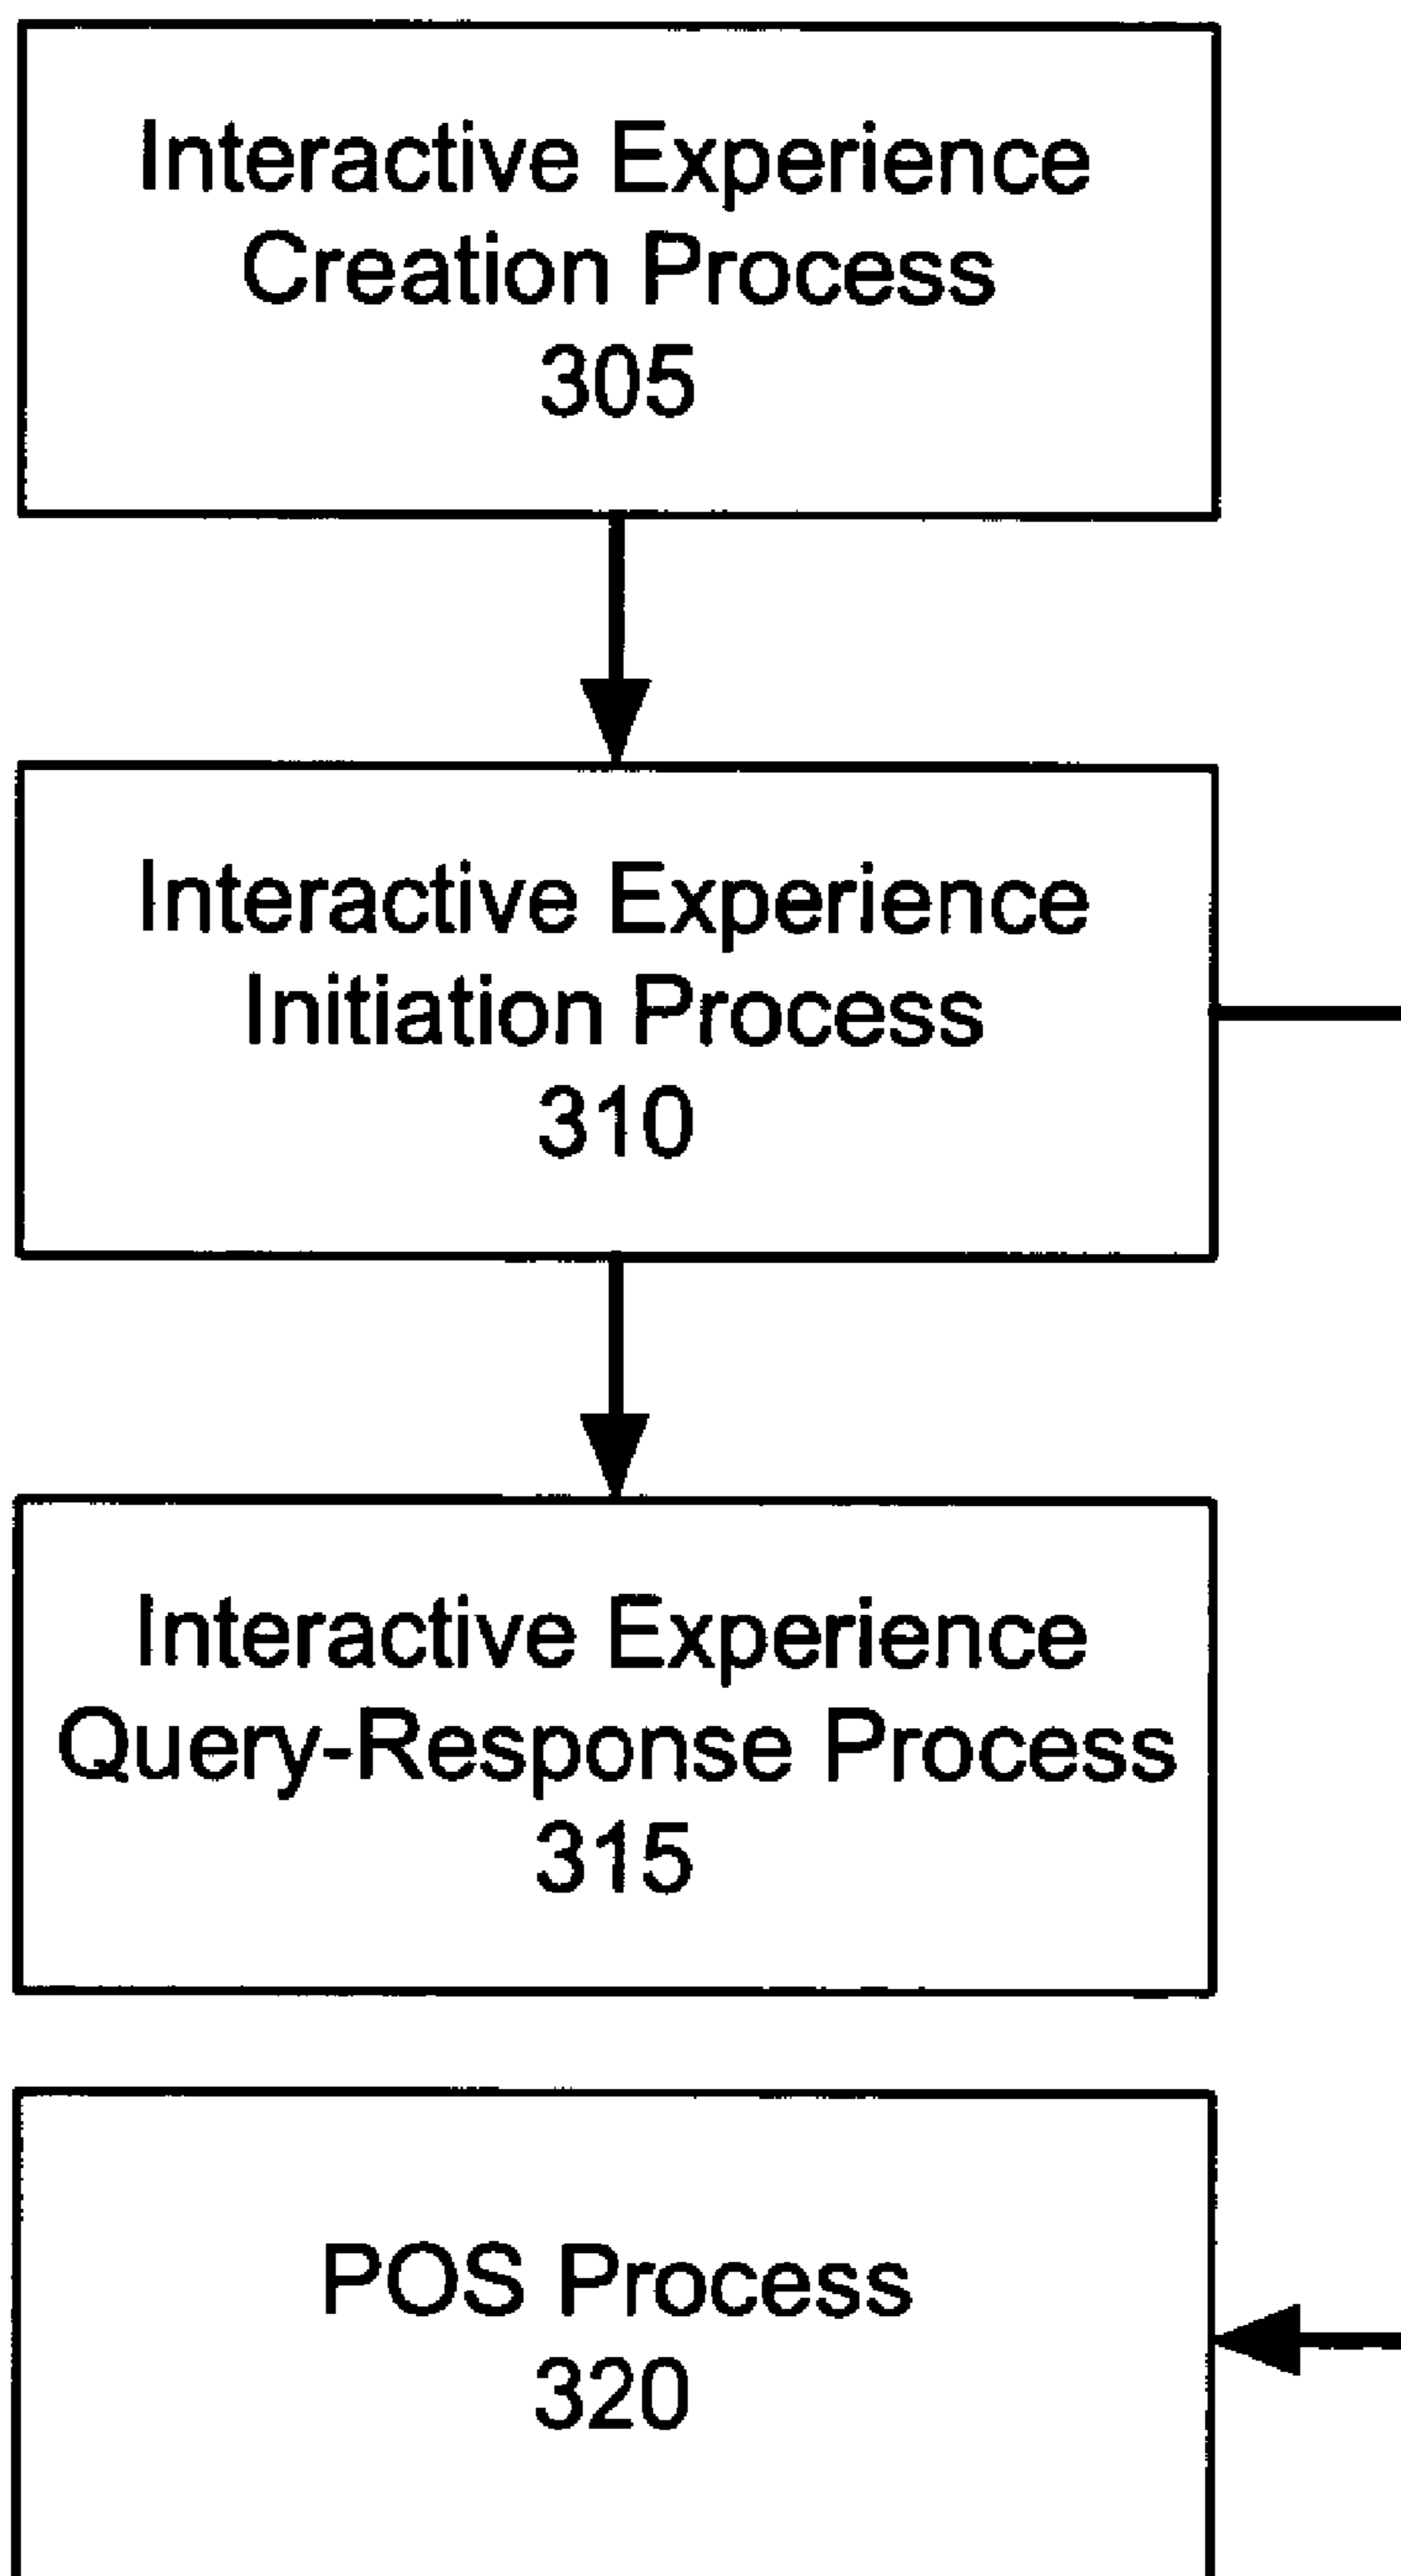 Interactive Experience
Creation Process
305
Interactive Experience
Initiation Process
310
Interactive Experience
Query-Response Process
315
POS Process
320